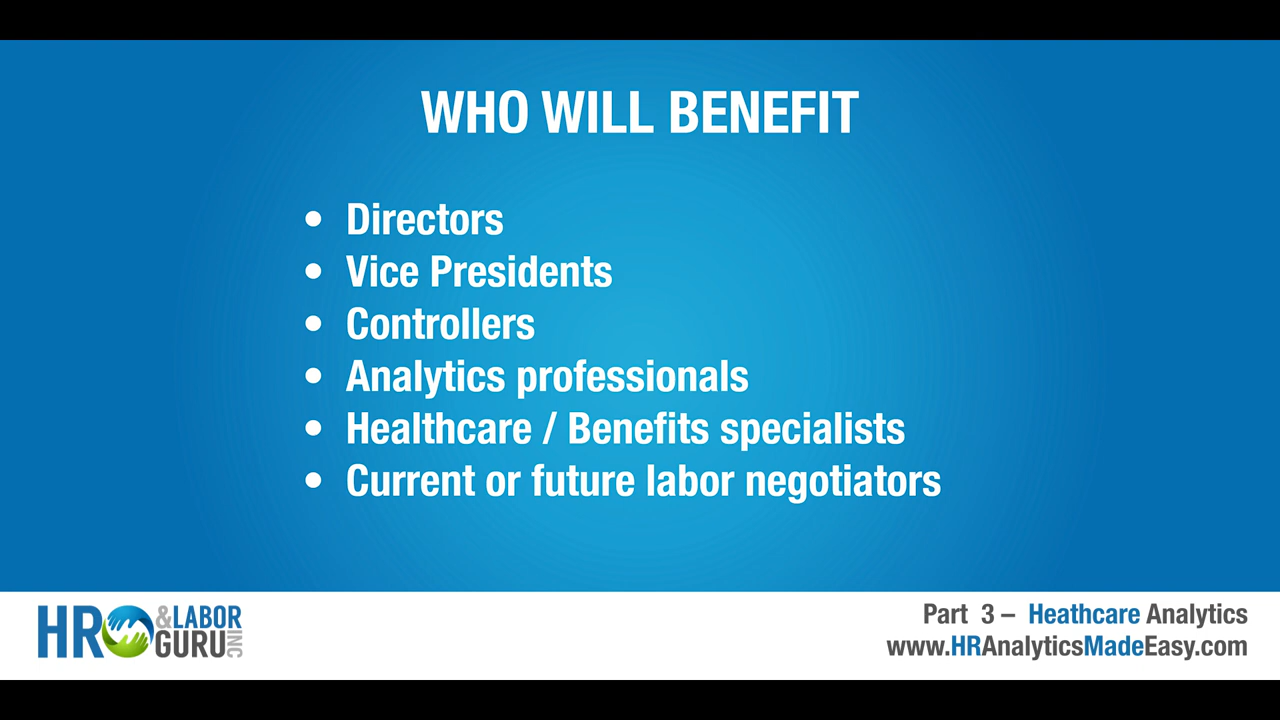 WHO WILL BENEFIT
• Directors
• Vice Presidents
• Controllers
• Analytics professionals
• Healthcare / Benefits specialists
• Current or future labor negotiators
HR &LABOR GURU INC
Part 3 – Heathcare Analytics
www.HRAnalyticsMadeEasy.com